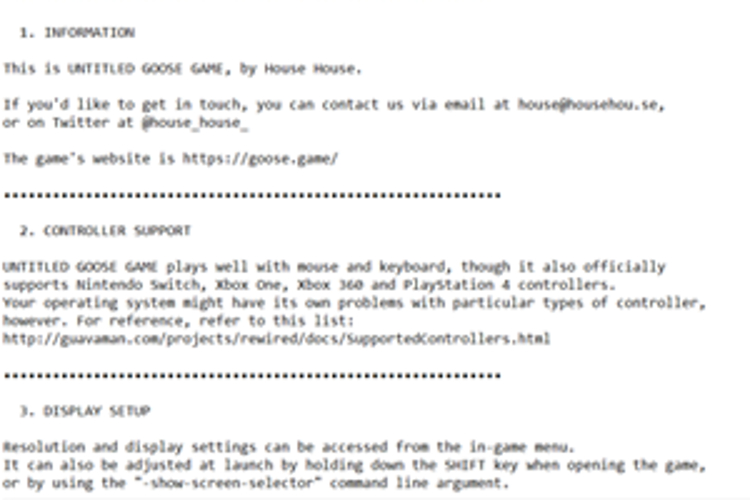 1. INFORMATION
This is UNTITLED GOOSE GAME, by House House.
If you'd like to get in touch, you can contact us via email at house@househou.se,
or on Twitter at @house_house_
The game's website is https://goose.game/
2. CONTROLLER SUPPORT
UNTITLED GOOSE GAME plays well with mouse and keyboard, though it also officially
supports Nintendo Switch, Xbox One, Xbox 360 and PlayStation 4 controllers.
Your operating system might have its own problems with particular types of controller,
however. For reference, refer to this list:
http://guavaman.com/projects/rewired/docs/SupportedControllers.html
3. DISPLAY SETUP
Resolution and display settings can be accessed from the in-game menu.
It can also be adjusted at launch by holding down the SHIFT key when opening the game,
or by using the "-show-screen-selector" command line argument.